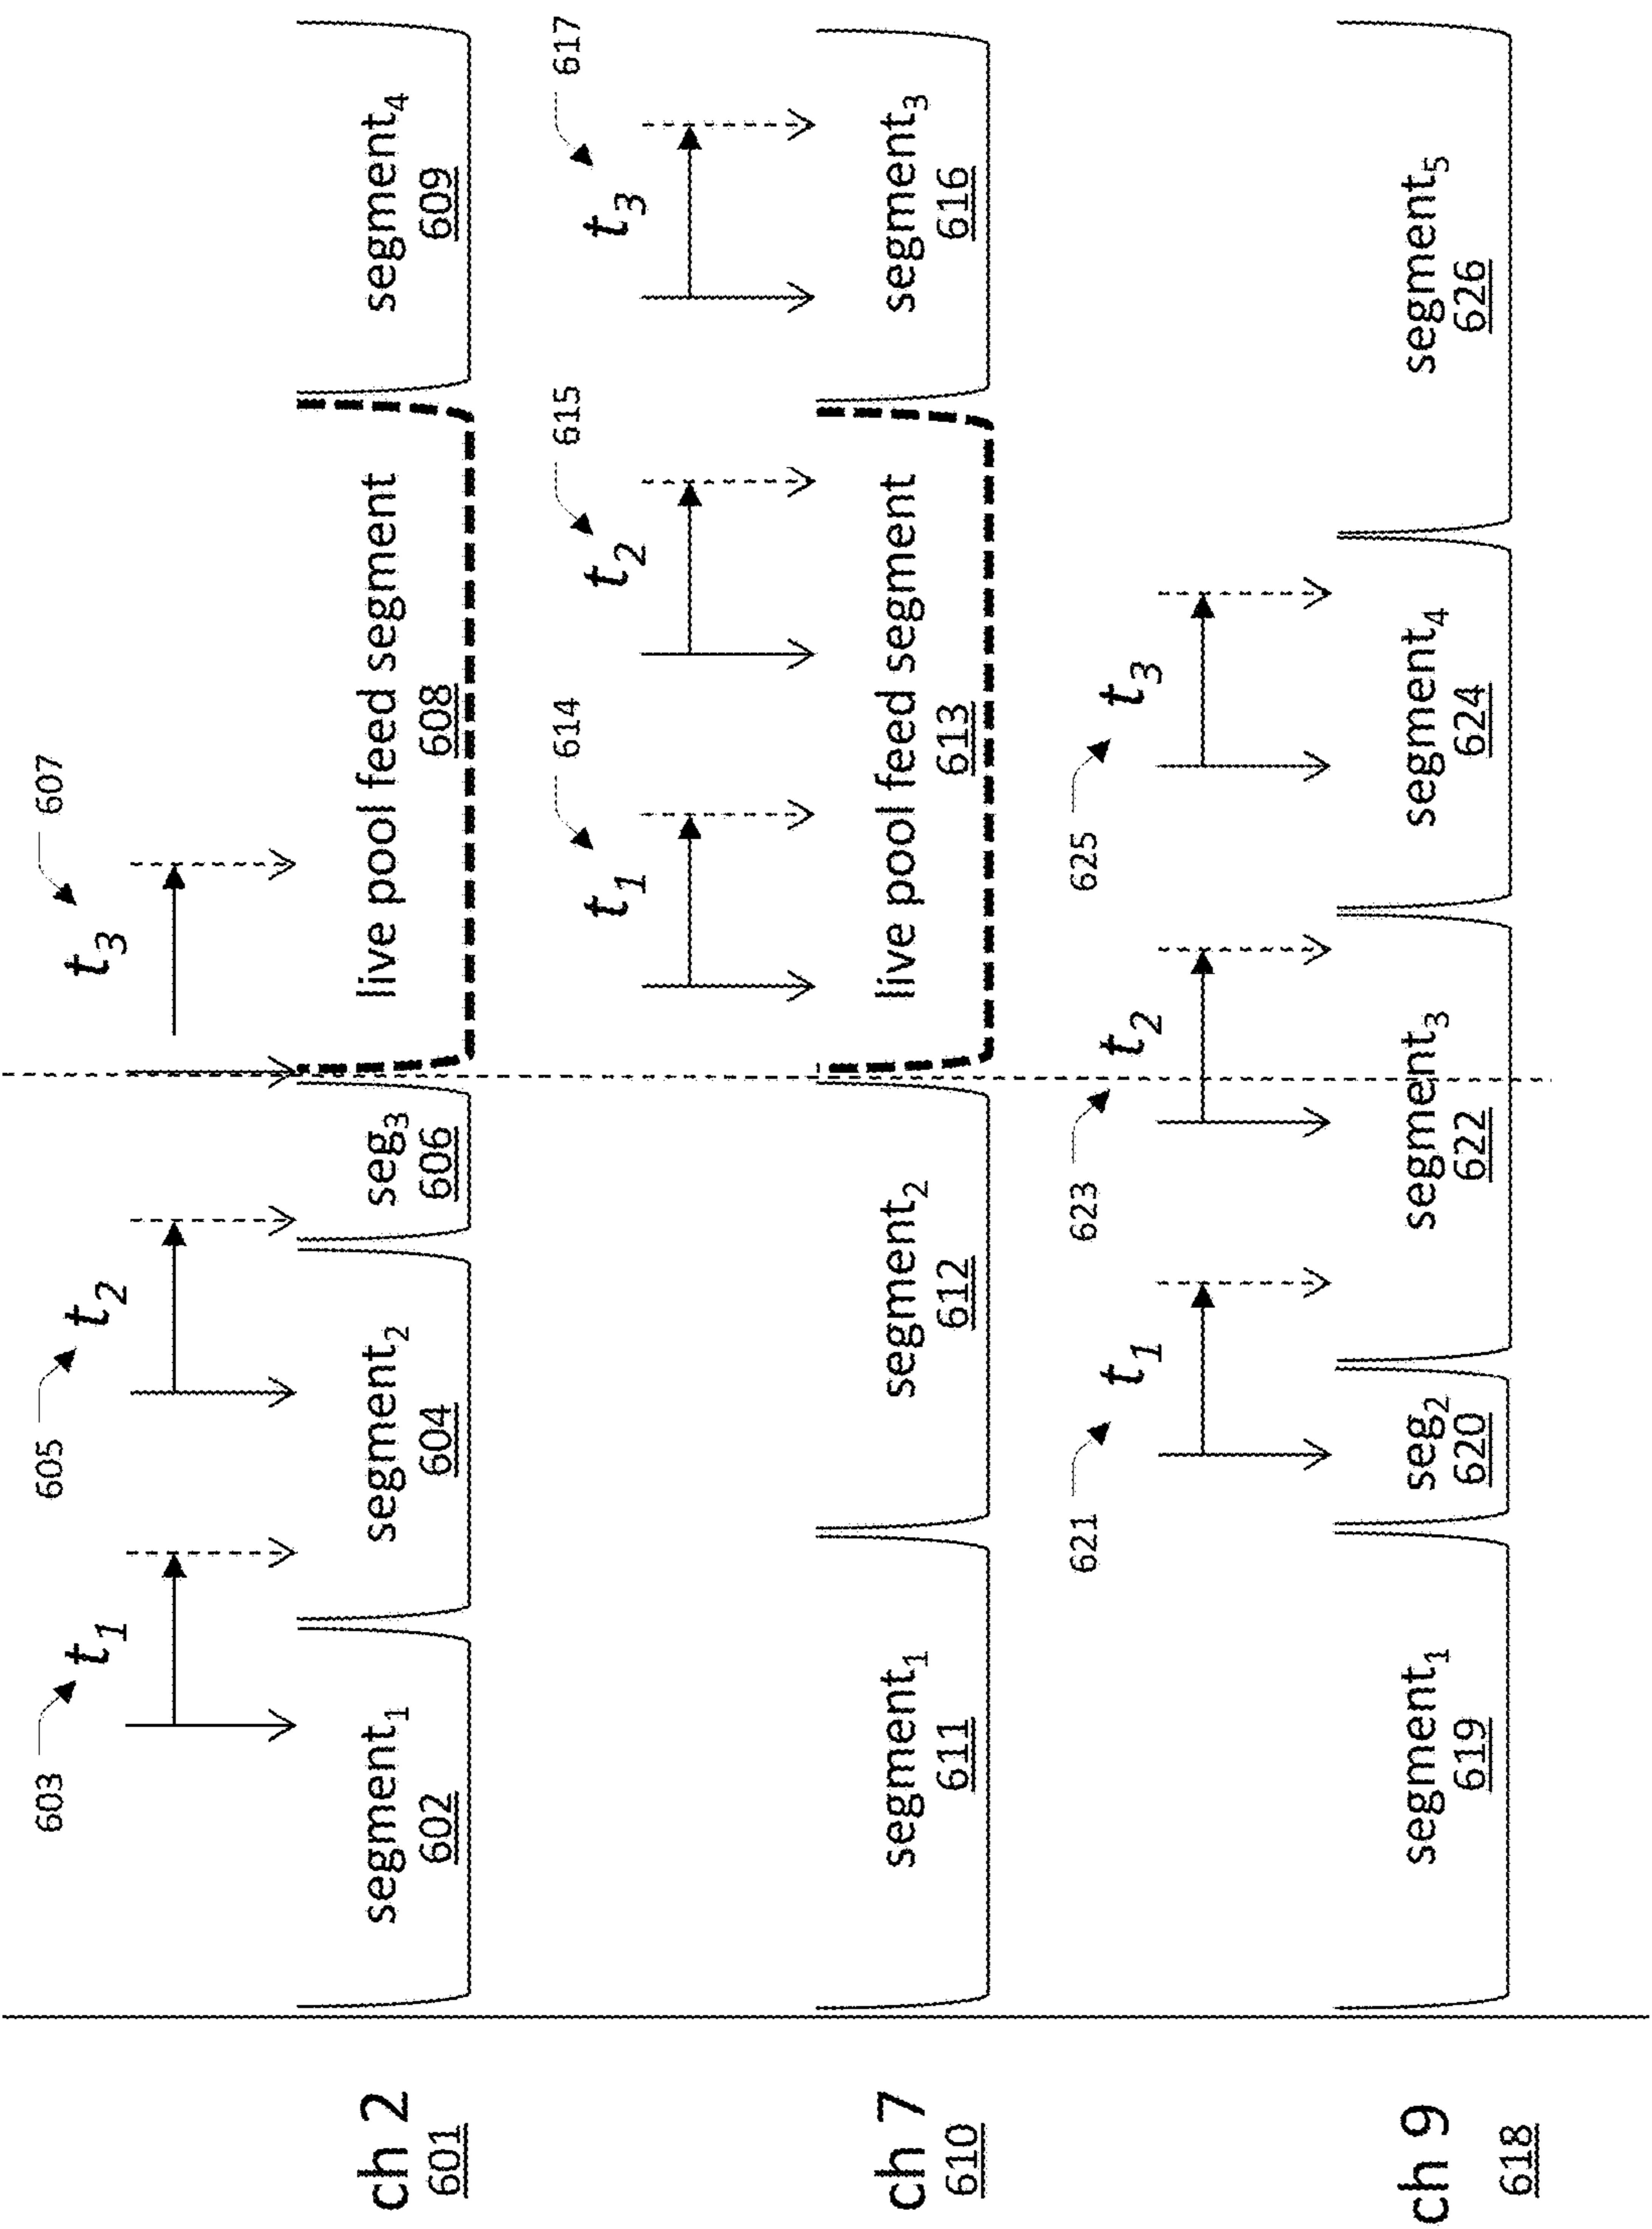 603
t₁
605
t₂
607
t₃
ch 2
601
segment₁
602
segment₂
604
seg₃
606
live pool feed segment
608
segment₄
609
614
t₁
615
t₂
617
t₃
ch 7
610
segment₁
611
segment₂
612
live pool feed segment
613
segment₃
616
621
t₁
623
t₂
625
t₃
ch 9
618
segment₁
619
seg₂
620
segment₃
622
segment₄
624
segment₅
626